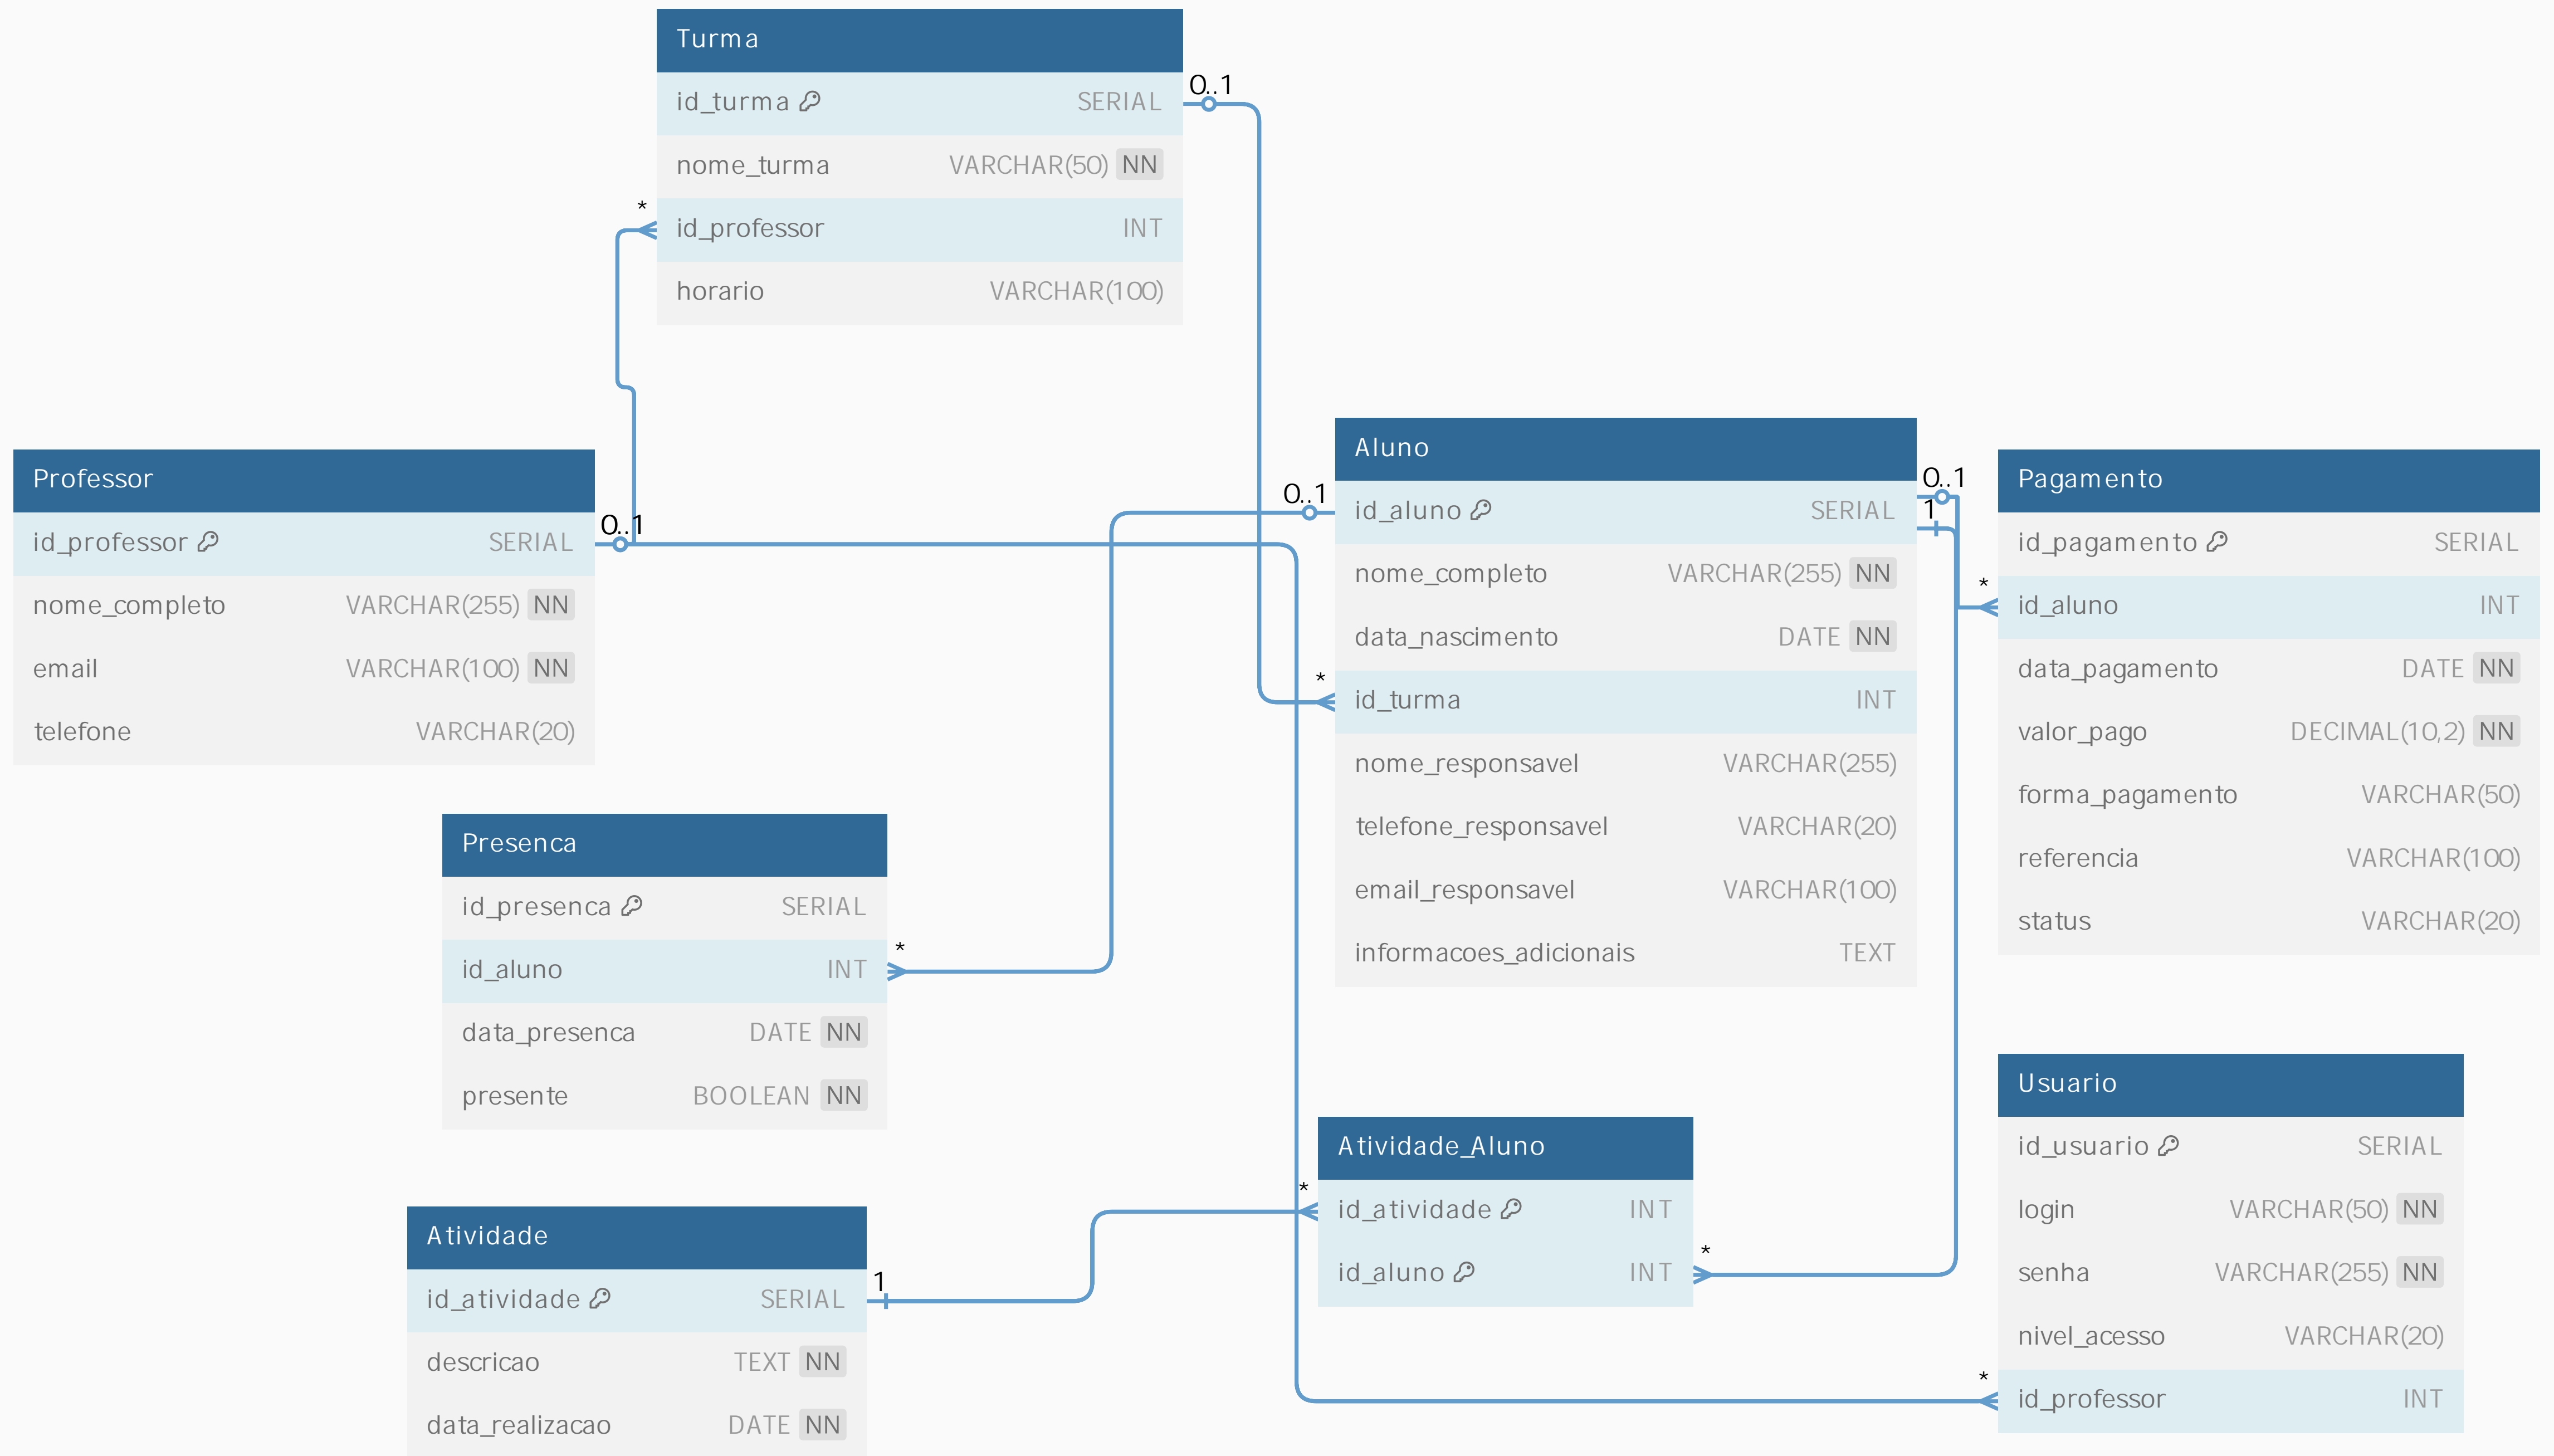 Turma
id_turma SERIAL
nome_turma VARCHAR(50) NN
id_professor INT
horario VARCHAR(100)
0..1
*
Professor
id_professor SERIAL
nome_completo VARCHAR(255) NN
email VARCHAR(100) NN
telefone VARCHAR(20)
0..1
Aluno
id_aluno SERIAL
nome_completo VARCHAR(255) NN
data_nascimento DATE NN
id_turma INT
nome_responsavel VARCHAR(255)
telefone_responsavel VARCHAR(20)
email_responsavel VARCHAR(100)
informacoes_adicionais TEXT
0..1
*
0..1
1
Pagamento
id_pagamento SERIAL
id_aluno INT
data_pagamento DATE NN
valor_pago DECIMAL(10,2) NN
forma_pagamento VARCHAR(50)
referencia VARCHAR(100)
status VARCHAR(20)
*
Presenca
id_presenca SERIAL
id_aluno INT
data_presenca DATE NN
presente BOOLEAN NN
*
Atividade_Aluno
id_atividade INT
id_aluno INT
*
*
Usuario
id_usuario SERIAL
login VARCHAR(50) NN
senha VARCHAR(255) NN
nivel_acesso VARCHAR(20)
id_professor INT
*
Atividade
id_atividade SERIAL
descricao TEXT NN
data_realizacao DATE NN
1